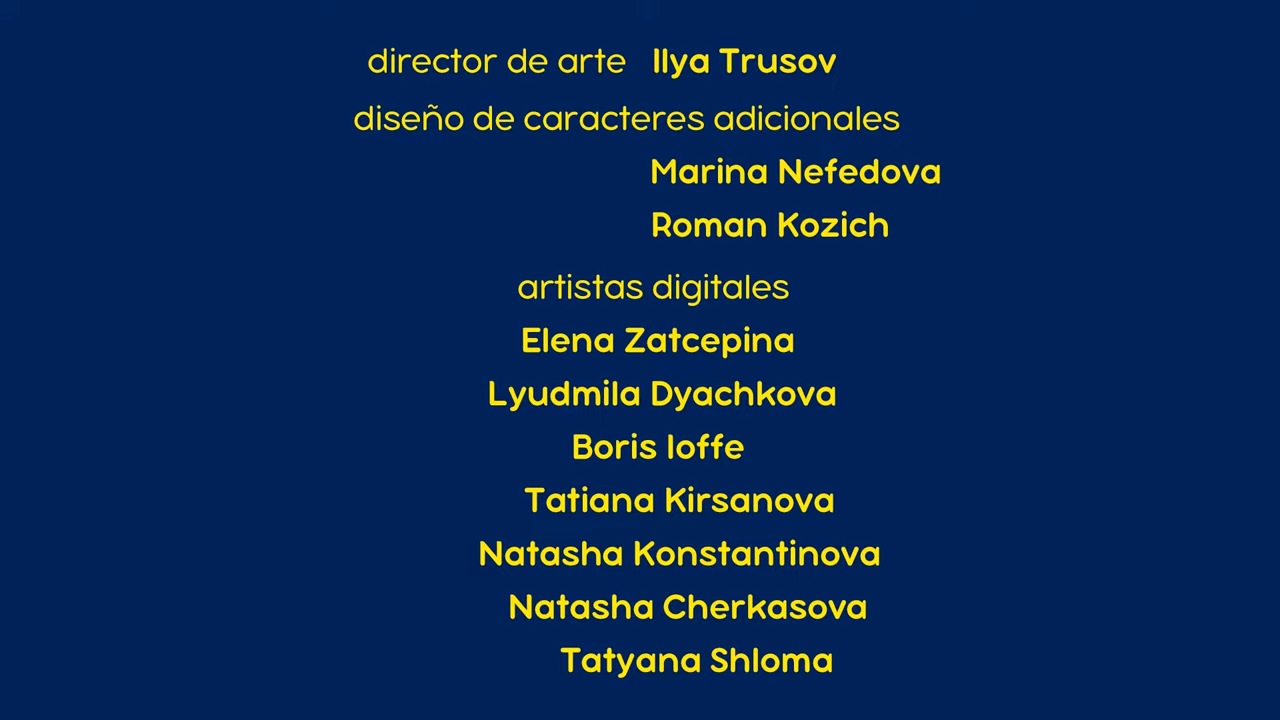 director de arte Ilya Trusov
diseño de caracteres adicionales
Marina Nefedova
Roman Kozich
artistas digitales
Elena Zatcepina
Lyudmila Dyachkova
Boris Ioffe
Tatiana Kirsanova
Natasha Konstantinova
Natasha Cherkasova
Tatyana Shloma